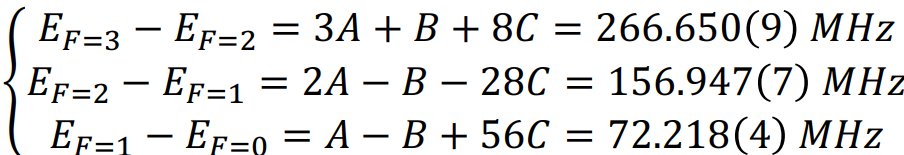 E_{F=3} − E_{F=2} = 3A + B + 8C = 266.650(9) MHz
E_{F=2} − E_{F=1} = 2A − B − 28C = 156.947(7) MHz
E_{F=1} − E_{F=0} = A − B + 56C = 72.218(4) MHz